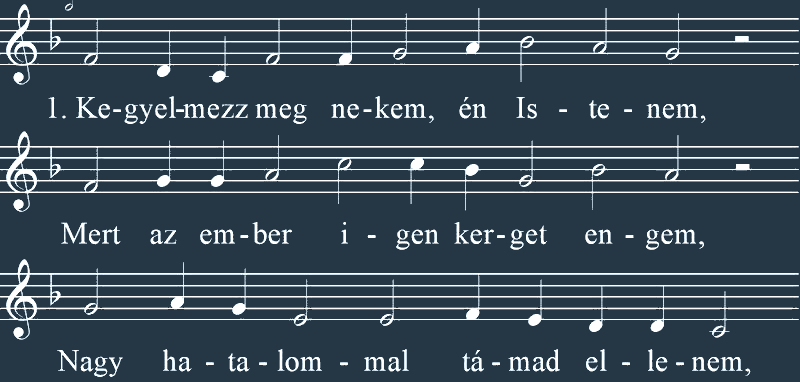 1. Ke-gyel-mezz meg ne-kem, én Is - te - nem,
Mert az em-ber i - gen ker-get en - gem,
Nagy ha - ta - lom - mal tá - mad el - le - nem,